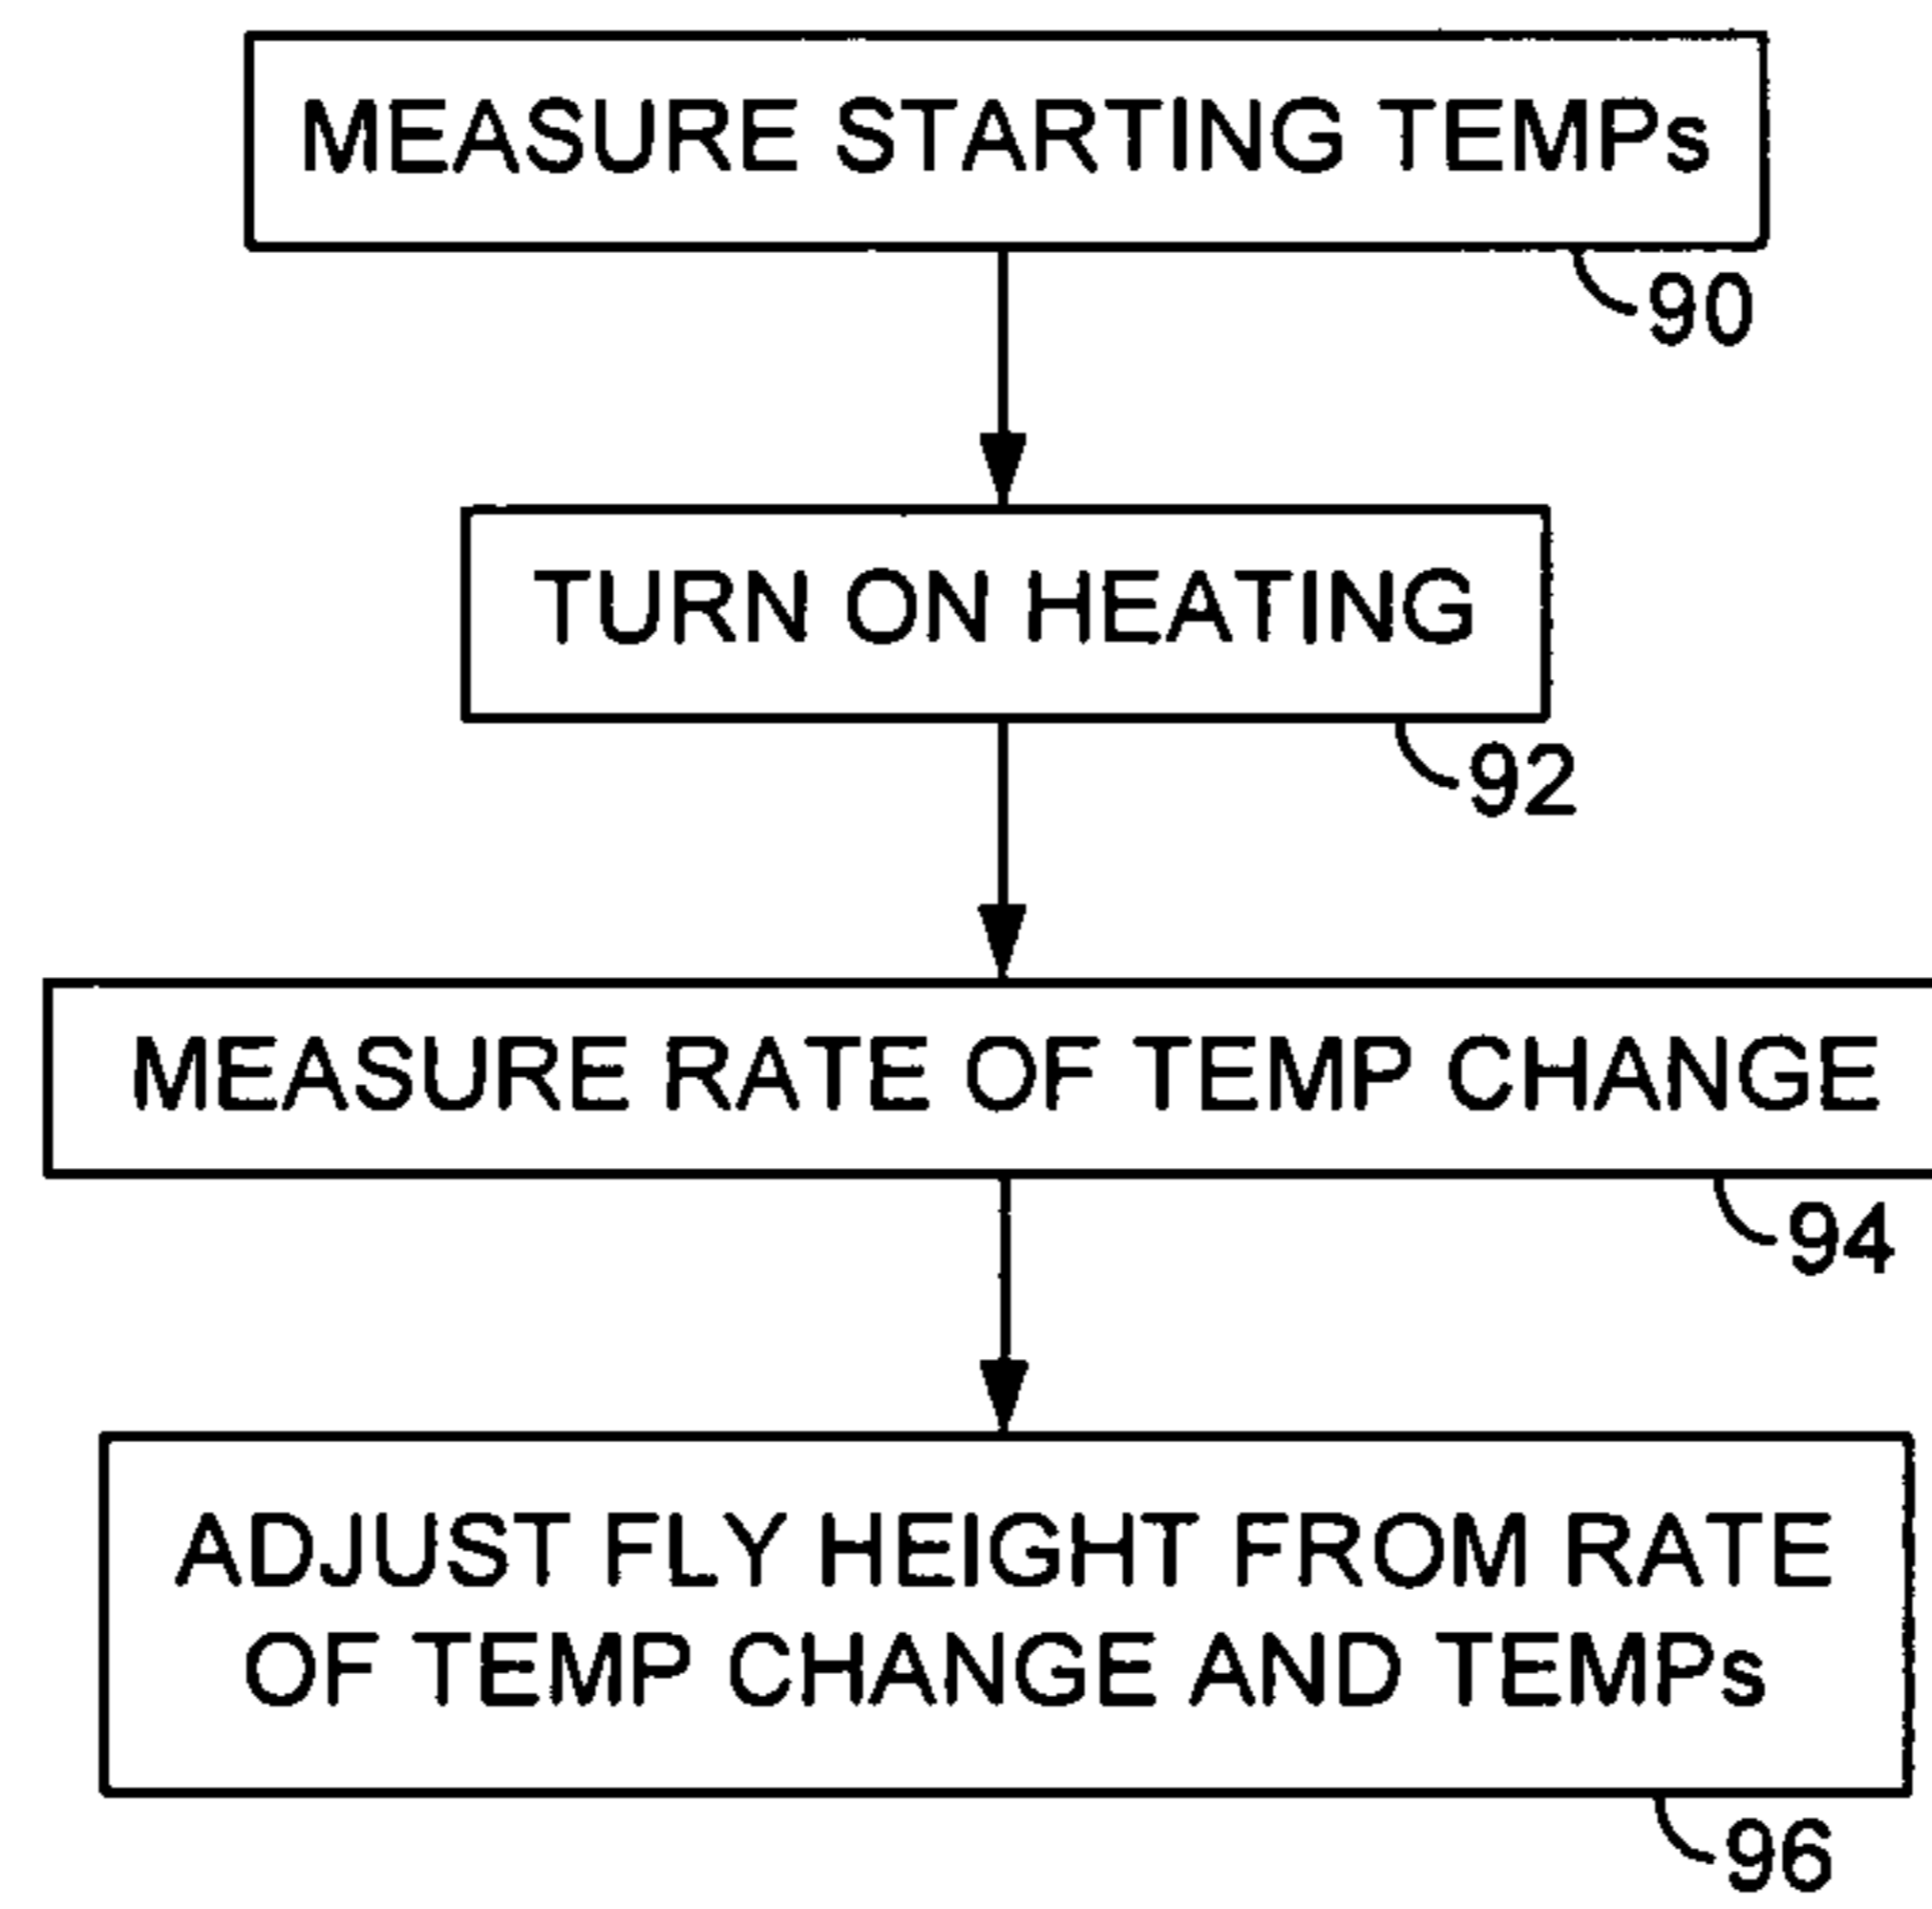 MEASURE STARTING TEMPs
90
TURN ON HEATING
92
MEASURE RATE OF TEMP CHANGE
94
ADJUST FLY HEIGHT FROM RATE
OF TEMP CHANGE AND TEMPs
96